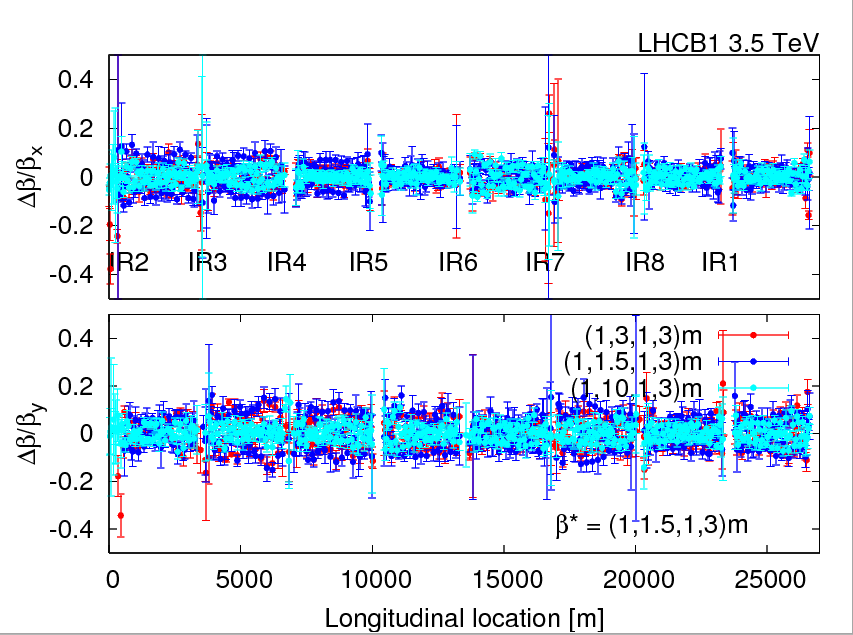 LHCB1 3.5 TeV
0.4
0.2
0
-0.2
-0.4
Δβ/βx
IR2 IR3 IR4 IR5 IR6 IR7 IR8 IR1
0.4
0.2
0
-0.2
-0.4
Δβ/βy
(1,3,1,3)m
(1,1.5,1,3)m
(1,10,1,3)m
β* = (1,1.5,1,3)m
0 5000 10000 15000 20000 25000
Longitudinal location [m]